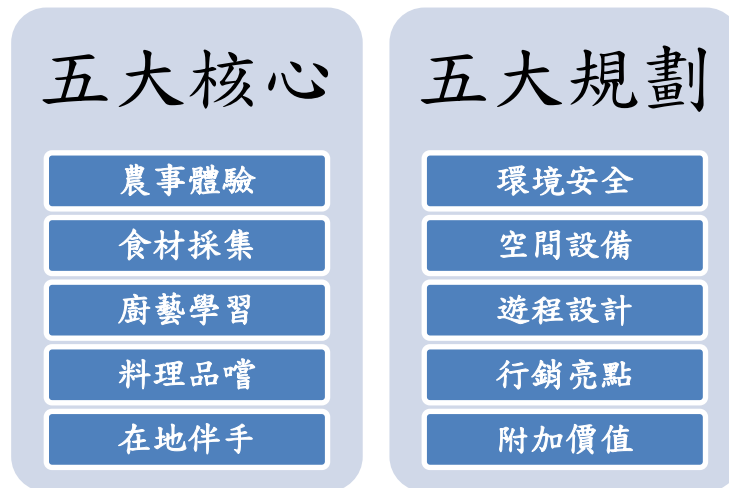 五大核心
農事體驗
食材採集
廚藝學習
料理品嚐
在地伴手
五大規劃
環境安全
空間設備
遊程設計
行銷亮點
附加價值